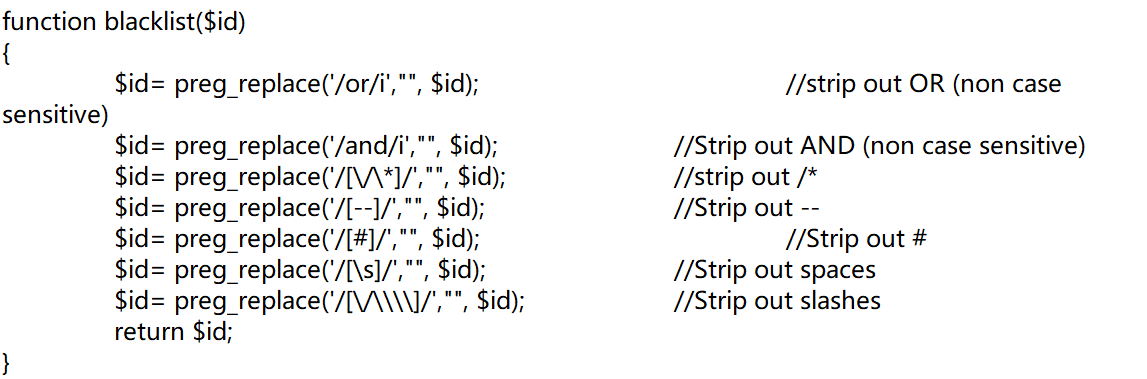 function blacklist($id)
{
$id= preg_replace('/or/i',"", $id); //strip out OR (non case
sensitive)
$id= preg_replace('/and/i',"", $id); //Strip out AND (non case sensitive)
$id= preg_replace('/[\/\*]/',"", $id); //strip out /*
$id= preg_replace('/[--]/',"", $id); //Strip out --
$id= preg_replace('/[#]/',"", $id); //Strip out #
$id= preg_replace('/[\s]/',"", $id); //Strip out spaces
$id= preg_replace('/[\/\\\\]/',"", $id); //Strip out slashes
return $id;
}